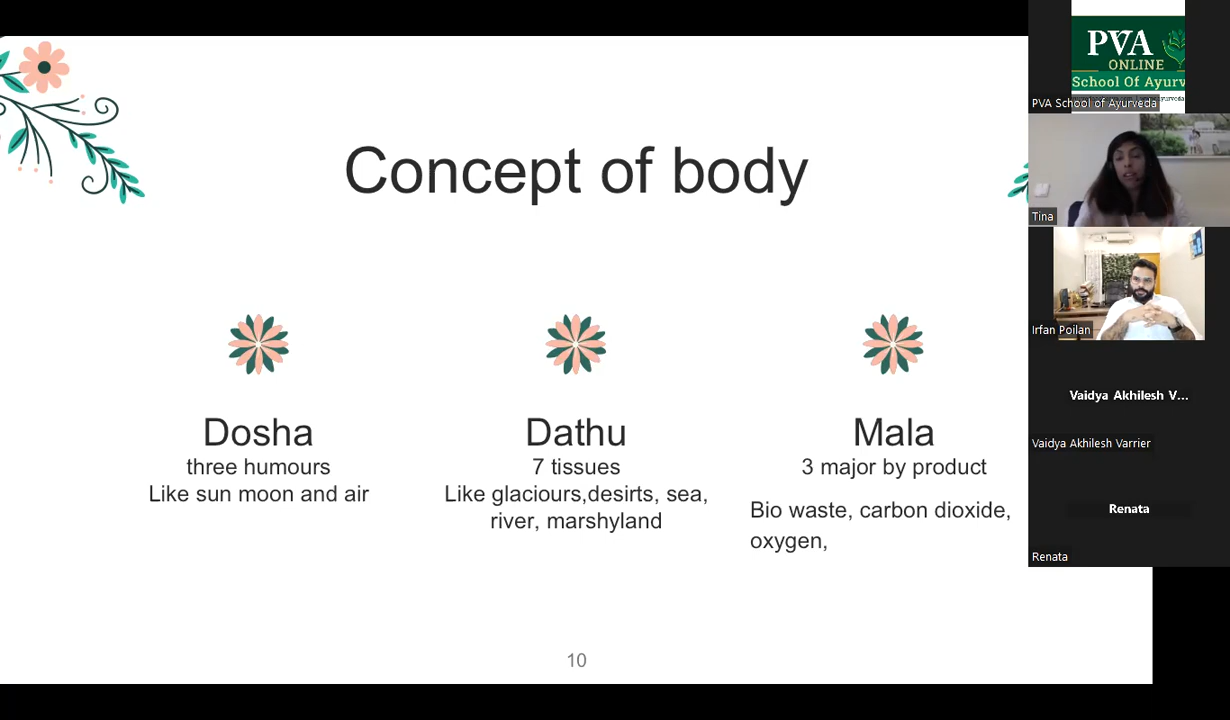 Concept of body
Dosha
three humours
Like sun moon and air
Dathu
7 tissues
Like glaciours,desirts, sea,
river, marshyland
Mala
3 major by product
Bio waste, carbon dioxide,
oxygen,
10
PVA
ONLINE
School Of Ayurv
PVA School of Ayurveda
Tina
Irfan Poilan
Vaidya Akhilesh V...
Vaidya Akhilesh Varrier
Renata
Renata